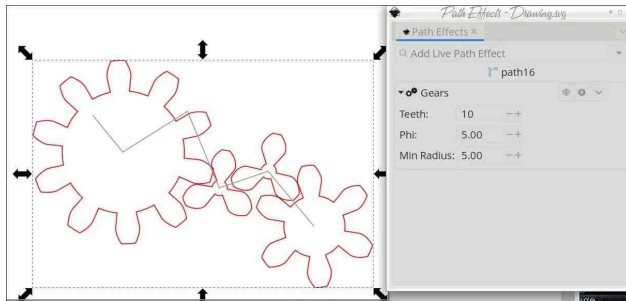 Path Effects - Drawing.svg
Path Effects
Add Live Path Effect
path16
Gears
Teeth: 10
Phi: 5.00
Min Radius: 5.00